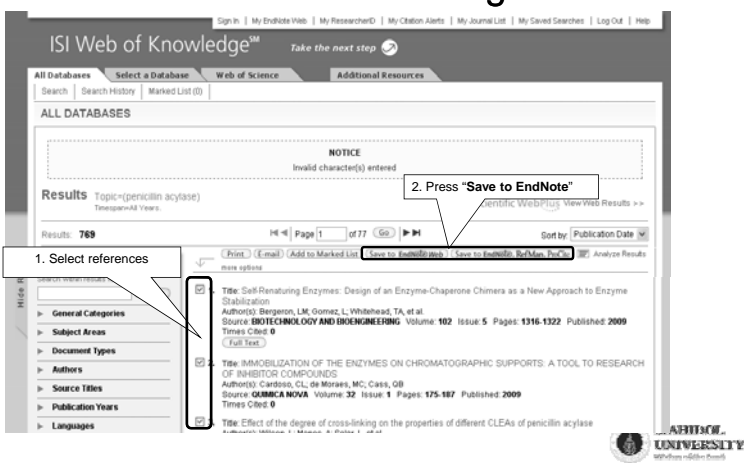 Sign In | My EndNote Web | My ResearcherID | My Citation Alerts | My Journal List | My Saved Searches | Log Out | Help
ISI Web of Knowledge℠ Take the next step
All Databases Select a Database Web of Science Additional Resources
Search Search History Marked List (0)
ALL DATABASES
NOTICE
Invalid character(s) entered
2. Press “Save to EndNote”
Results Topic=(penicillin acylase)
Timespan=All Years.
Scientific WebPlus View Web Results >>
Results: 769 Page 1 of 77 Go Sort by: Publication Date
1. Select references
Print E-mail Add to Marked List Save to EndNote Web Save to EndNote, RefMan, ProCite Analyze Results
more options
Search within results
Hide R
General Categories
Subject Areas
Document Types
Authors
Source Titles
Publication Years
Languages
Title: Self-Renaturing Enzymes: Design of an Enzyme-Chaperone Chimera as a New Approach to Enzyme
Stabilization
Author(s): Bergeron, LM; Gomez, L; Whitehead, TA, et al.
Source: BIOTECHNOLOGY AND BIOENGINEERING Volume: 102 Issue: 5 Pages: 1316-1322 Published: 2009
Times Cited: 0
Full Text
Title: IMMOBILIZATION OF THE ENZYMES ON CHROMATOGRAPHIC SUPPORTS: A TOOL TO RESEARCH
OF INHIBITOR COMPOUNDS
Author(s): Cardoso, CL; de Moraes, MC; Cass, QB
Source: QUIMICA NOVA Volume: 32 Issue: 1 Pages: 175-187 Published: 2009
Times Cited: 0
3. Title: Effect of the degree of cross-linking on the properties of different CLEAs of penicillin acylase
UNIVERSITY